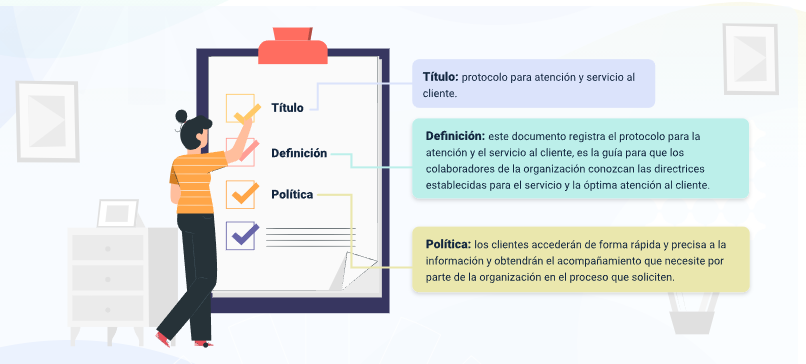 Título
Definición
Política
Título: protocolo para atención y servicio al
cliente.
Definición: este documento registra el protocolo para la
atención y el servicio al cliente, es la guía para que los
colaboradores de la organización conozcan las directrices
establecidas para el servicio y la óptima atención al cliente.
Política: los clientes accederán de forma rápida y precisa a la
información y obtendrán el acompañamiento que necesite por
parte de la organización en el proceso que soliciten.